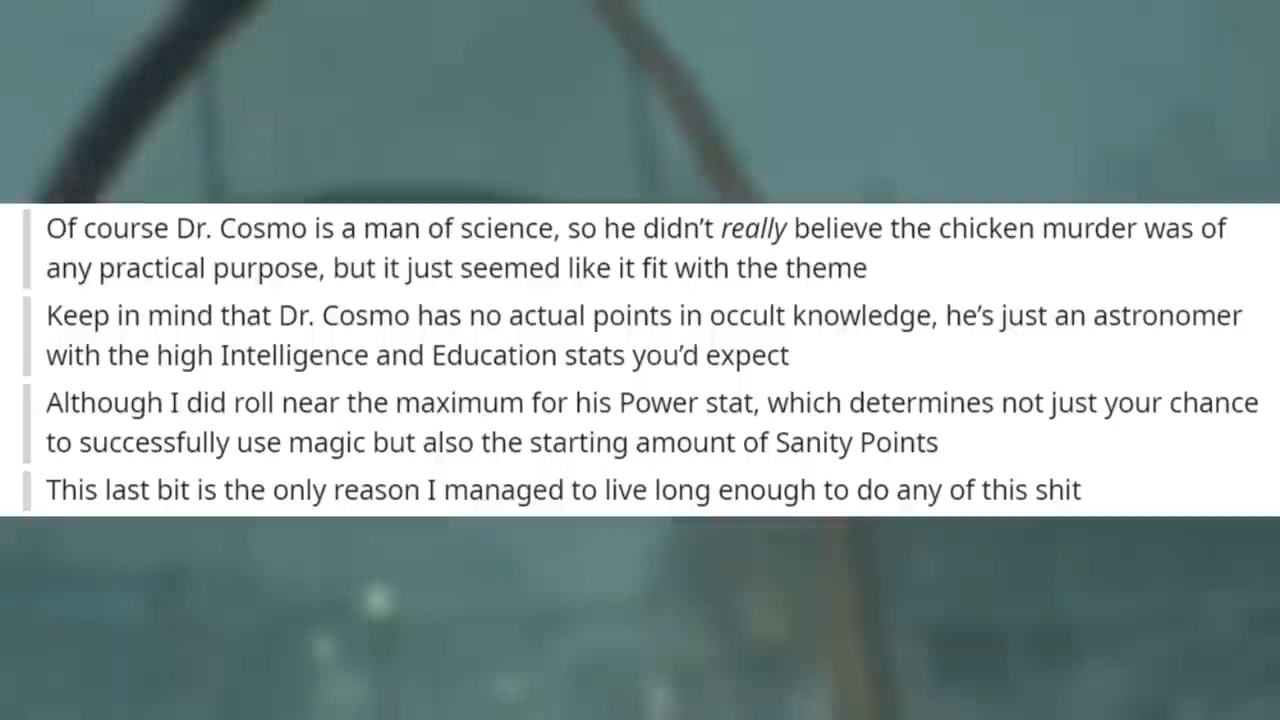 Of course Dr. Cosmo is a man of science, so he didn’t really believe the chicken murder was of
any practical purpose, but it just seemed like it fit with the theme
Keep in mind that Dr. Cosmo has no actual points in occult knowledge, he’s just an astronomer
with the high Intelligence and Education stats you’d expect
Although I did roll near the maximum for his Power stat, which determines not just your chance
to successfully use magic but also the starting amount of Sanity Points
This last bit is the only reason I managed to live long enough to do any of this shit